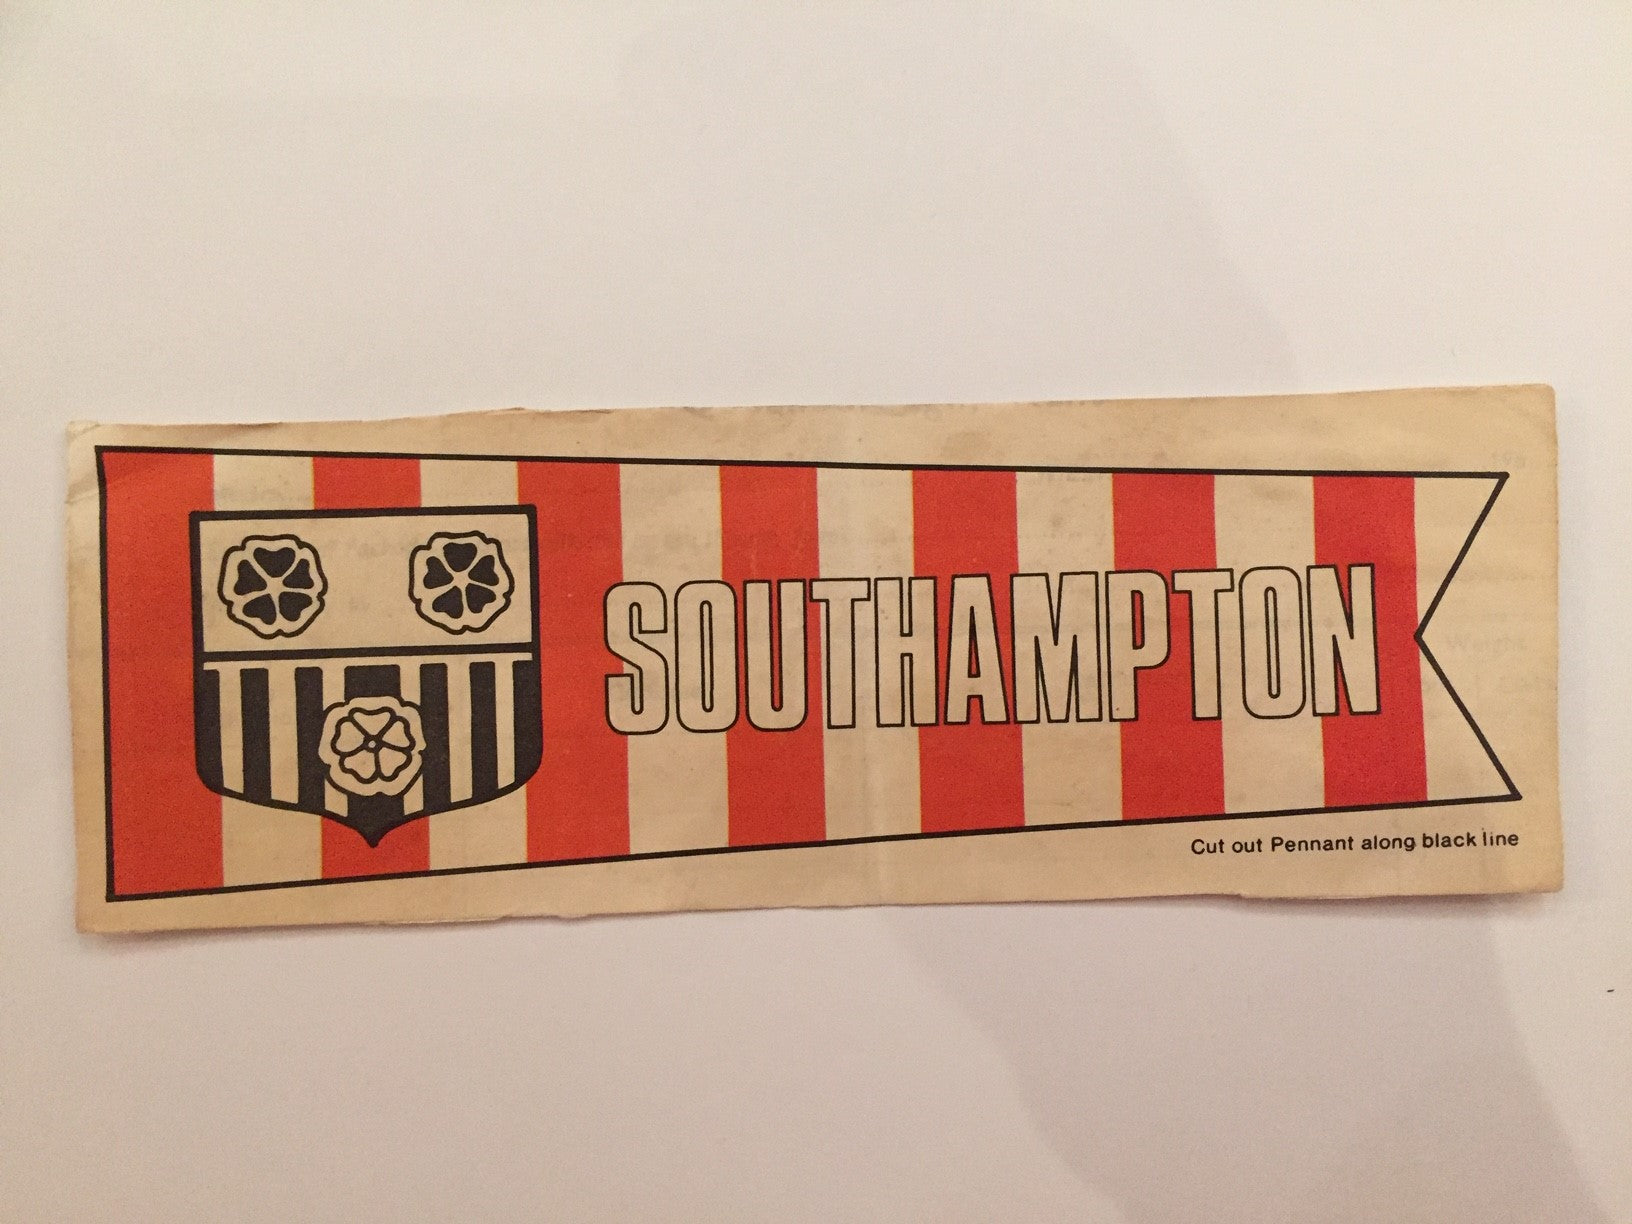 SOUTHAMPTON
Cut out Pennant along black line